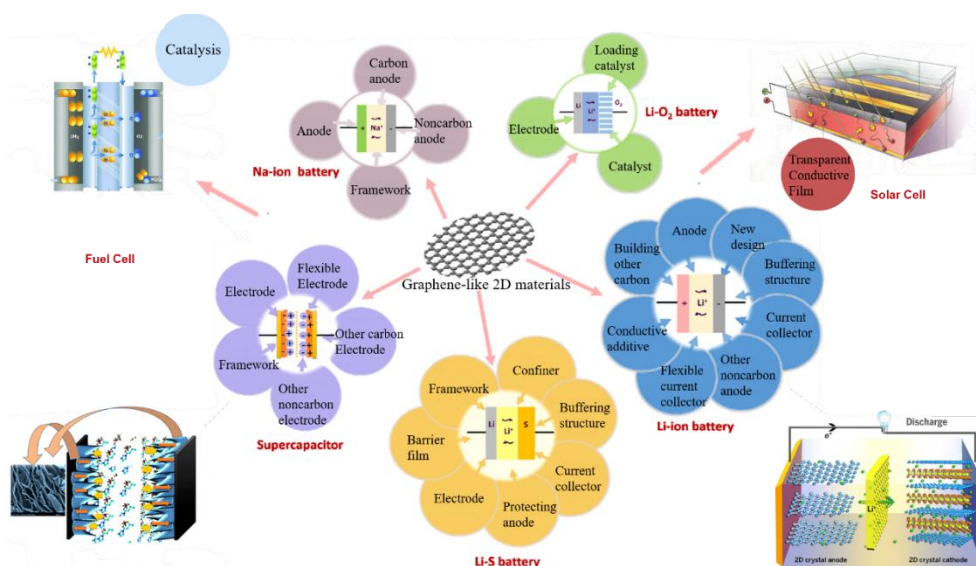 Catalysis
Fuel Cell
Carbon
anode
Anode
Noncarbon
anode
Framework
Na⁺
+
-
Na-ion battery
Loading
catalyst
Electrode
Catalyst
Li
Li⁺
O₂
Li-O₂ battery
Transparent
Conductive
Film
Solar Cell
Graphene-like 2D materials
Electrode
Flexible
Electrode
Other carbon
Electrode
Framework
Other
noncarbon
electrode
Supercapacitor
Framework
Confiner
Buffering
structure
Barrier
film
Current
collector
Electrode
Protecting
anode
Li
Li⁺
S
Li-S battery
Building
other
carbon
Anode
New
design
Buffering
structure
Conductive
additive
Current
collector
Flexible
current
collector
Other
noncarbon
anode
+
Li⁺
-
Li-ion battery
e⁻
Discharge
Li⁺
2D crystal anode
2D crystal cathode